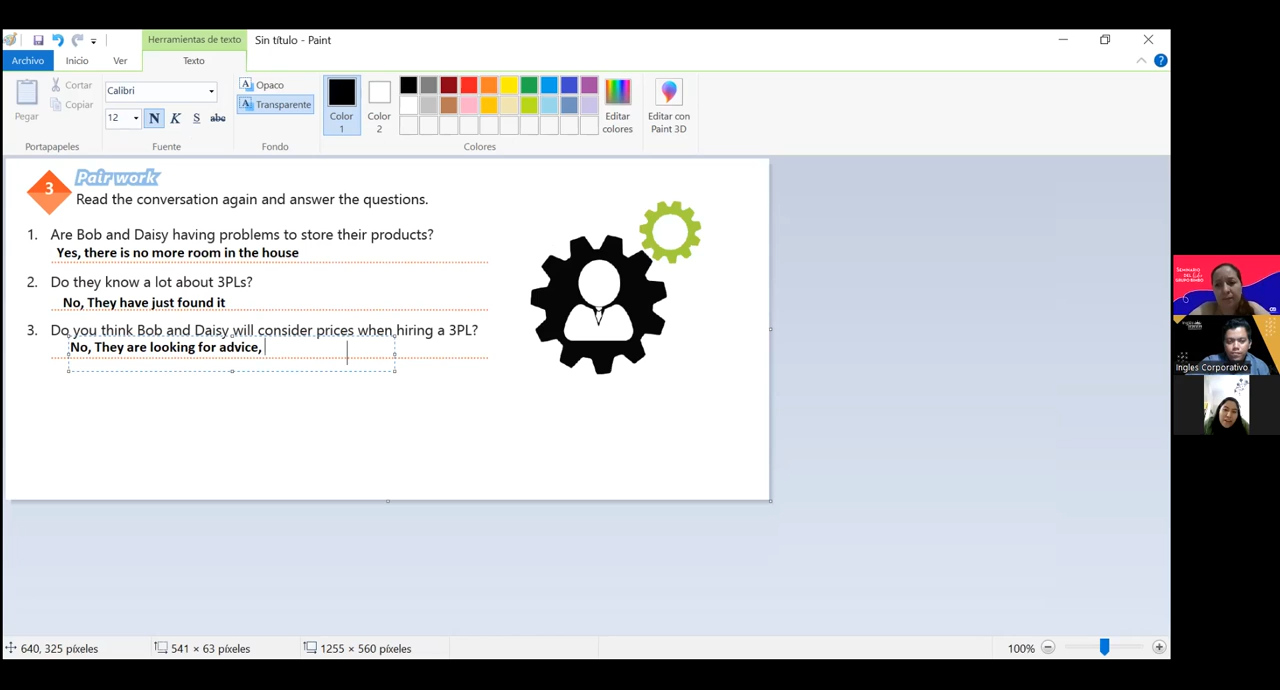 Herramientas de texto
Sin título - Paint
Archivo
Inicio
Ver
Texto
Pegar
Cortar
Copiar
Portapapeles
Calibri
12
N K S abc
Fuente
Opaco
Transparente
Fondo
Color 1
Color 2
Editar colores
Editar con Paint 3D
Colores
3
Pair work
Read the conversation again and answer the questions.
1. Are Bob and Daisy having problems to store their products?
Yes, there is no more room in the house
2. Do they know a lot about 3PLs?
No, They have just found it
3. Do you think Bob and Daisy will consider prices when hiring a 3PL?
No, They are looking for advice,
SEMINARIO
GRUPO BIMBO
Ingles Corporativo
640, 325 píxeles
541 × 63 píxeles
1255 × 560 píxeles
100%